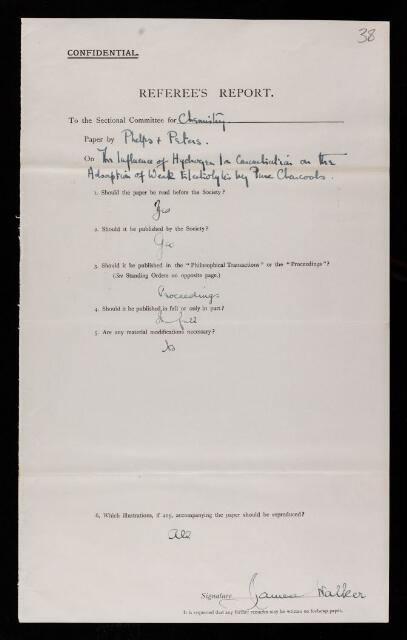 38
CONFIDENTIAL.
REFEREE'S REPORT.
To the Sectional Committee for Chemistry
Paper by Phelps & Peters.
On The Influence of Hydrogen Ion Concentration on the
Adsorption of Weak Electrolytes by Pure Charcoals.
1. Should the paper be read before the Society?
Yes
2. Should it be published by the Society?
Yes
3. Should it be published in the "Philosophical Transactions" or the "Proceedings"?
(See Standing Orders on opposite page.)
Proceedings
4. Should it be published in full or only in part?
In full
5. Are any material modifications necessary?
No
6. Which illustrations, if any, accompanying the paper should be reproduced?
All
Signature James Walker
It is requested that any further remarks may be written on foolscap paper.